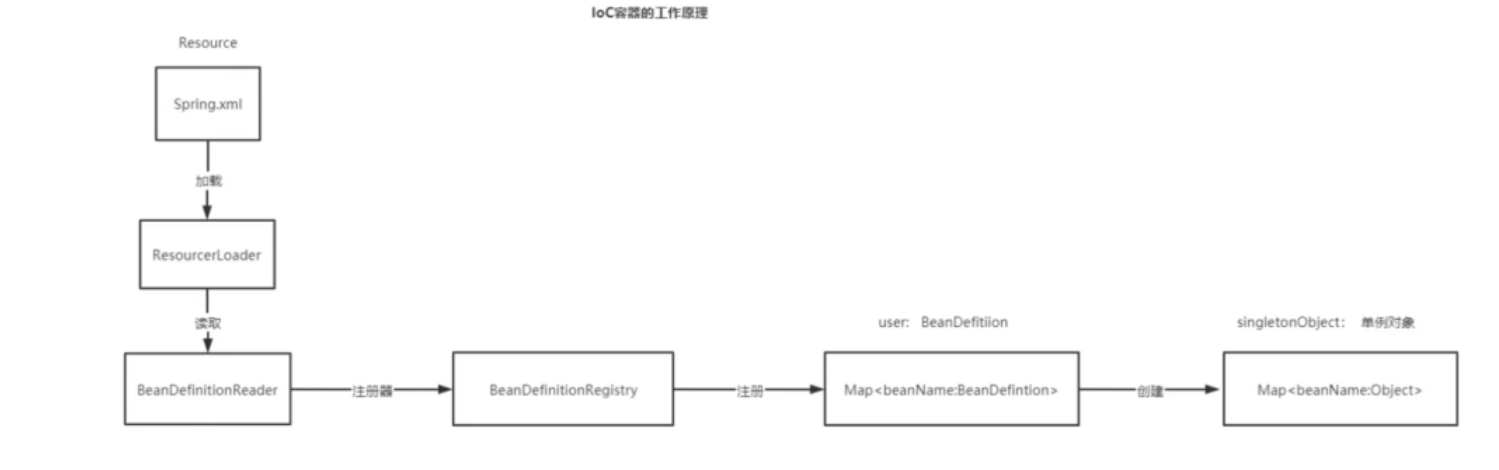 IoC容器的工作原理
Resource
Spring.xml
加载
ResourcerLoader
读取
user: BeanDefitiion
singletonObject: 单例对象
BeanDefinitionReader
注册器
BeanDefinitionRegistry
注册
Map<beanName:BeanDefintion>
创建
Map<beanName:Object>